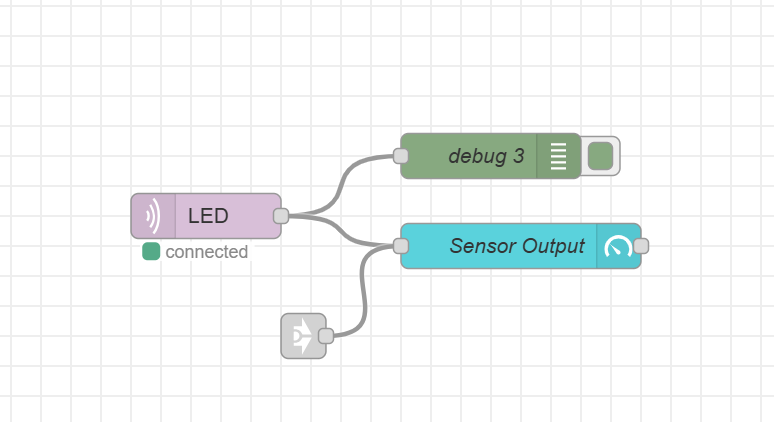 debug 3
LED
Sensor Output
connected